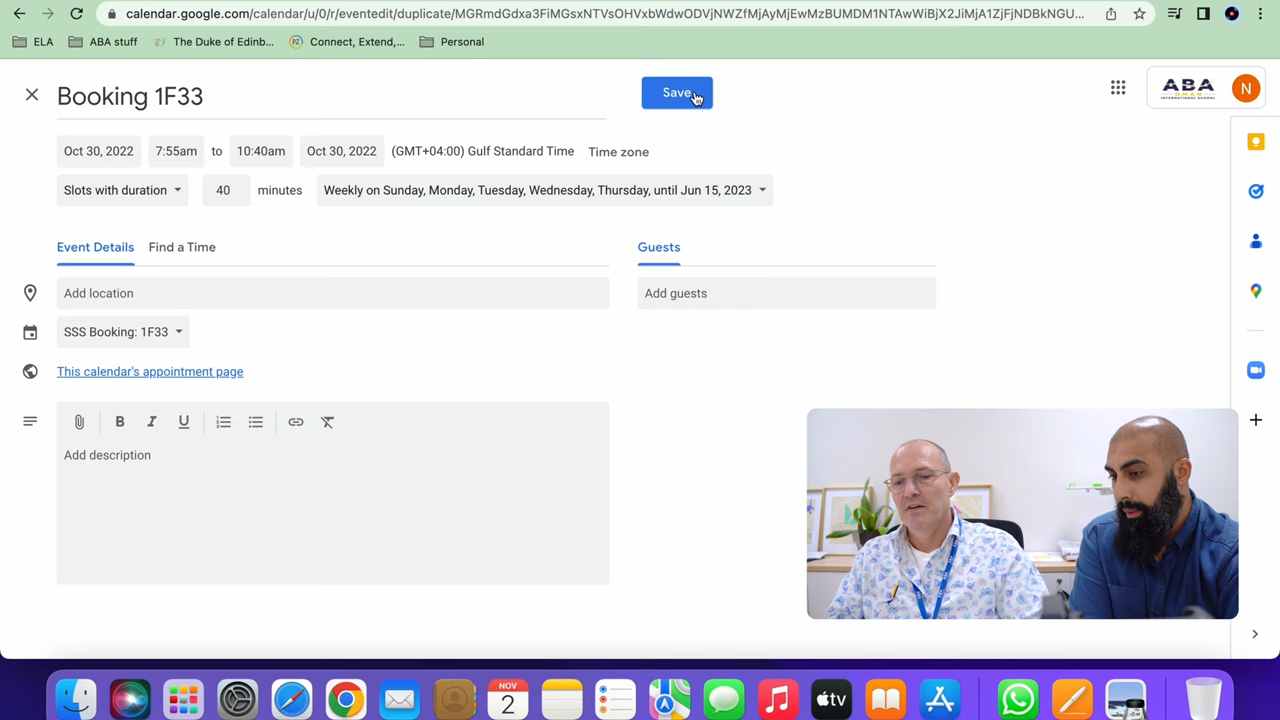 calendar.google.com/calendar/u/0/r/eventedit/duplicate/MGRmdGdxa3FiMGsxNTVsOHVxbWdwODVjNWZfMjAyMjEwMzBUMDM1NTAwWiBjX2JiMjA1ZjFjNDBkNGU...
ELA
ABA stuff
The Duke of Edinb...
Connect, Extend,...
Personal
Booking 1F33
Save
ABA
OMAN
INTERNATIONAL SCHOOL
N
Oct 30, 2022
7:55am
to
10:40am
Oct 30, 2022
(GMT+04:00) Gulf Standard Time
Time zone
Slots with duration
40
minutes
Weekly on Sunday, Monday, Tuesday, Wednesday, Thursday, until Jun 15, 2023
Event Details
Find a Time
Guests
Add location
Add guests
SSS Booking: 1F33
This calendar's appointment page
B
I
U
Add description
NOV
2
tv